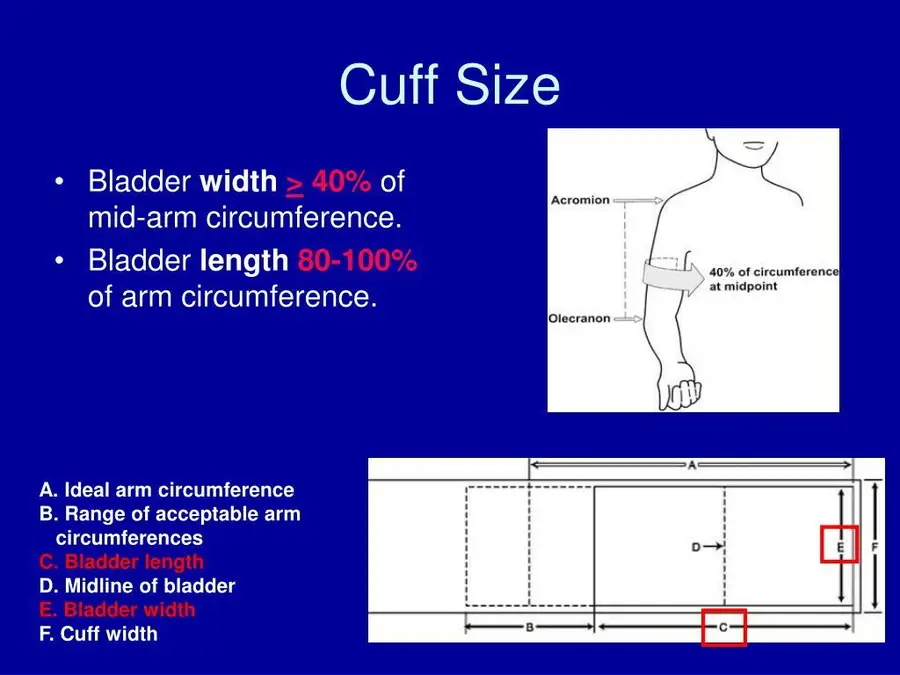 Cuff Size
• Bladder width ≥ 40% of
mid-arm circumference.
• Bladder length 80-100%
of arm circumference.
Acromion
40% of circumference
at midpoint
Olecranon
A. Ideal arm circumference
B. Range of acceptable arm
circumferences
C. Bladder length
D. Midline of bladder
E. Bladder width
F. Cuff width
A
D
E
F
B
C